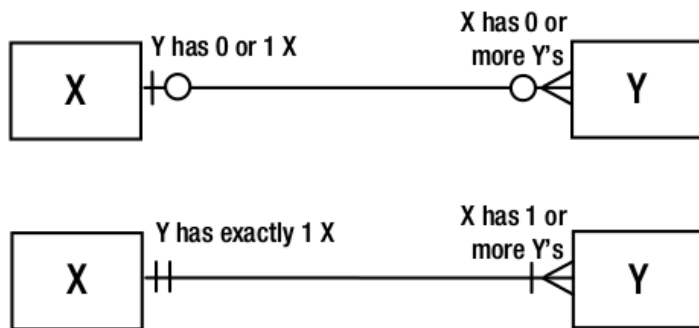 X
Y has 0 or 1 X
X has 0 or
more Y's
Y
X
Y has exactly 1 X
X has 1 or
more Y's
Y